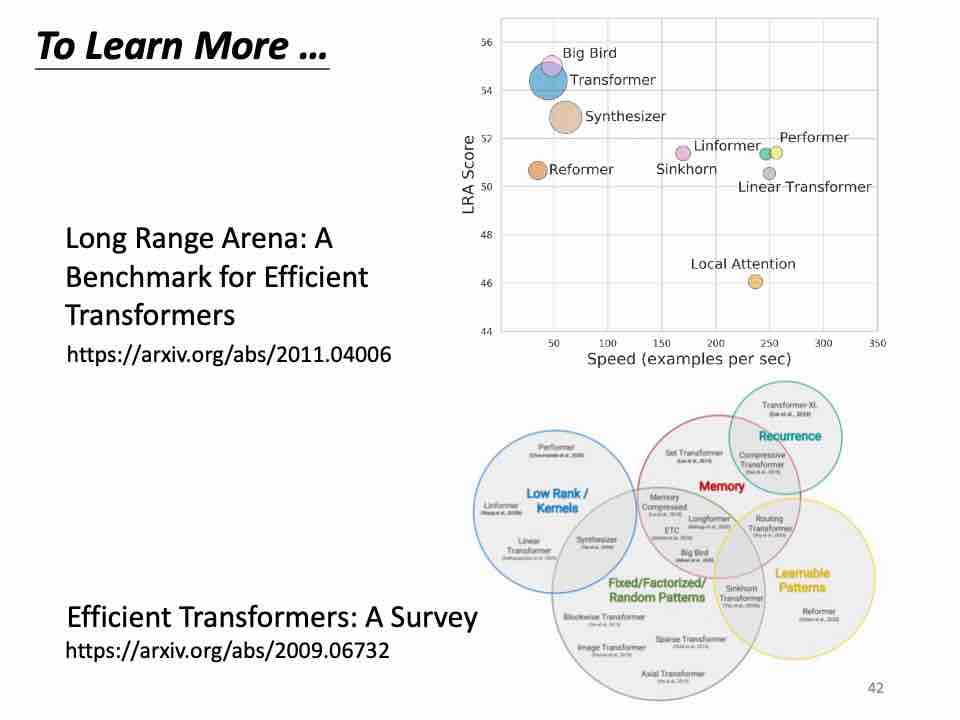 To Learn More …
56
54
52
50
48
46
44
LRA Score
Big Bird
Transformer
Synthesizer
Performer
Linformer
Reformer
Sinkhorn
Linear Transformer
Local Attention
50
100
150
200
250
300
350
Speed (examples per sec)
Long Range Arena: A
Benchmark for Efficient
Transformers
https://arxiv.org/abs/2011.04006
Transformer-XL
Recurrence
Compressive
Transformer
Set Transformer
Memory
Performer
Low Rank /
Kernels
Linformer
Linear
Transformer
Synthesizer
Memory
Compressed
Longformer
ETC
Big Bird
Routing
Transformer
Learnable
Patterns
Fixed/Factorized/
Random Patterns
Sinkhorn
Transformer
Reformer
Blockwise Transformer
Sparse Transformer
Image Transformer
Axial Transformer
Efficient Transformers: A Survey
https://arxiv.org/abs/2009.06732
42